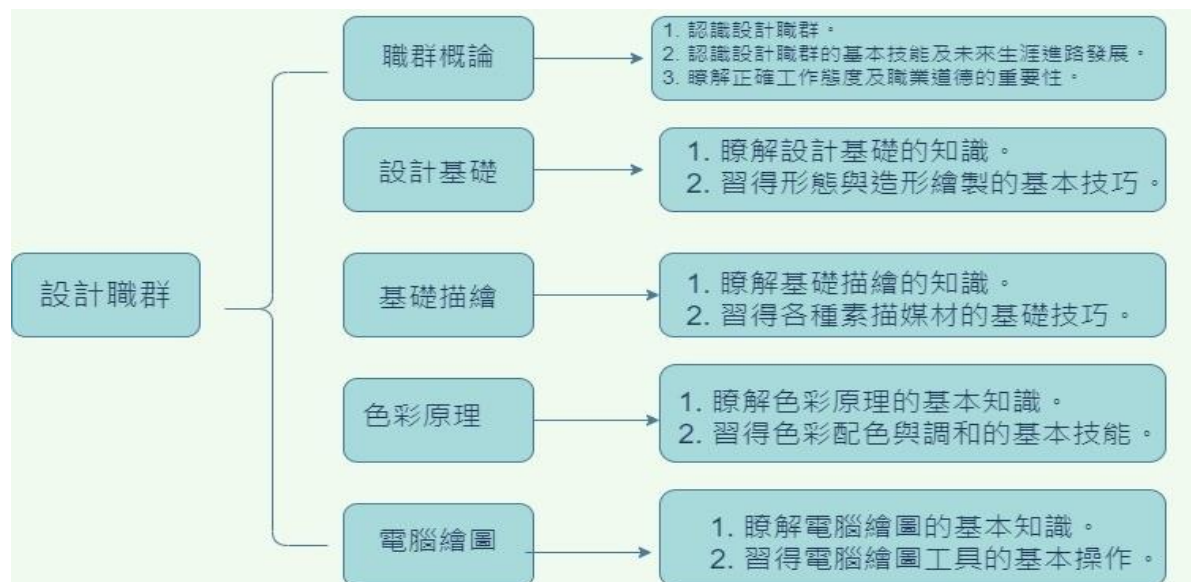 設計職群
職群概論
1. 認識設計職群。
2. 認識設計職群的基本技能及未來生涯進路發展。
3. 瞭解正確工作態度及職業道德的重要性。
設計基礎
1. 瞭解設計基礎的知識。
2. 習得形態與造形繪製的基本技巧。
基礎描繪
1. 瞭解基礎描繪的知識。
2. 習得各種素描媒材的基礎技巧。
色彩原理
1. 瞭解色彩原理的基本知識。
2. 習得色彩配色與調和的基本技能。
電腦繪圖
1. 瞭解電腦繪圖的基本知識。
2. 習得電腦繪圖工具的基本操作。